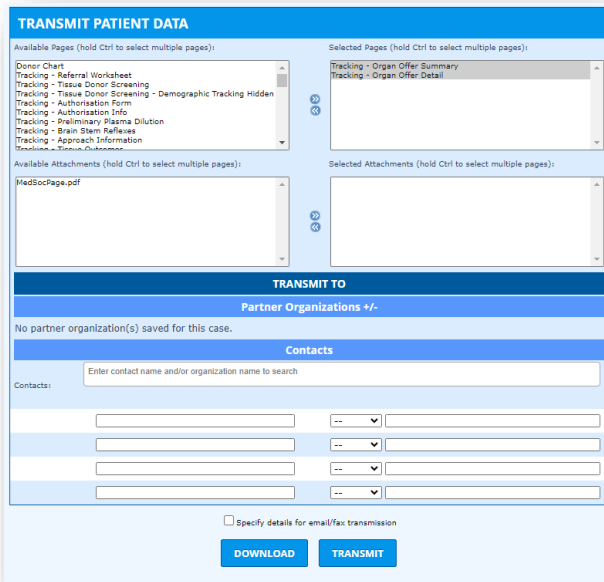 TRANSMIT PATIENT DATA
Available Pages (hold Ctrl to select multiple pages):
Selected Pages (hold Ctrl to select multiple pages):
Donor Chart
Tracking - Referral Worksheet
Tracking - Tissue Donor Screening
Tracking - Tissue Donor Screening - Demographic Tracking Hidden
Tracking - Authorisation Form
Tracking - Authorisation Info
Tracking - Preliminary Plasma Dilution
Tracking - Brain Stem Reflexes
Tracking - Approach Information
Tracking - Tissue Outcomes
Tracking - Organ Offer Summary
Tracking - Organ Offer Detail
Available Attachments (hold Ctrl to select multiple pages):
Selected Attachments (hold Ctrl to select multiple pages):
MedSocPage.pdf
TRANSMIT TO
Partner Organizations +/-
No partner organization(s) saved for this case.
Contacts
Contacts:
Enter contact name and/or organization name to search
--
--
--
--
Specify details for email/fax transmission
DOWNLOAD
TRANSMIT